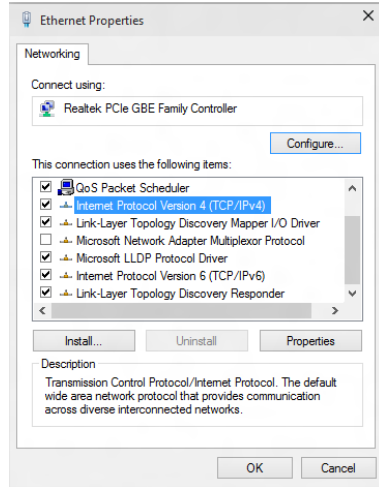 Ethernet Properties
Networking
Connect using:
Realtek PCIe GBE Family Controller
Configure...
This connection uses the following items:
QoS Packet Scheduler
Internet Protocol Version 4 (TCP/IPv4)
Link-Layer Topology Discovery Mapper I/O Driver
Microsoft Network Adapter Multiplexor Protocol
Microsoft LLDP Protocol Driver
Internet Protocol Version 6 (TCP/IPv6)
Link-Layer Topology Discovery Responder
Install... Uninstall Properties
Description
Transmission Control Protocol/Internet Protocol. The default
wide area network protocol that provides communication
across diverse interconnected networks.
OK Cancel